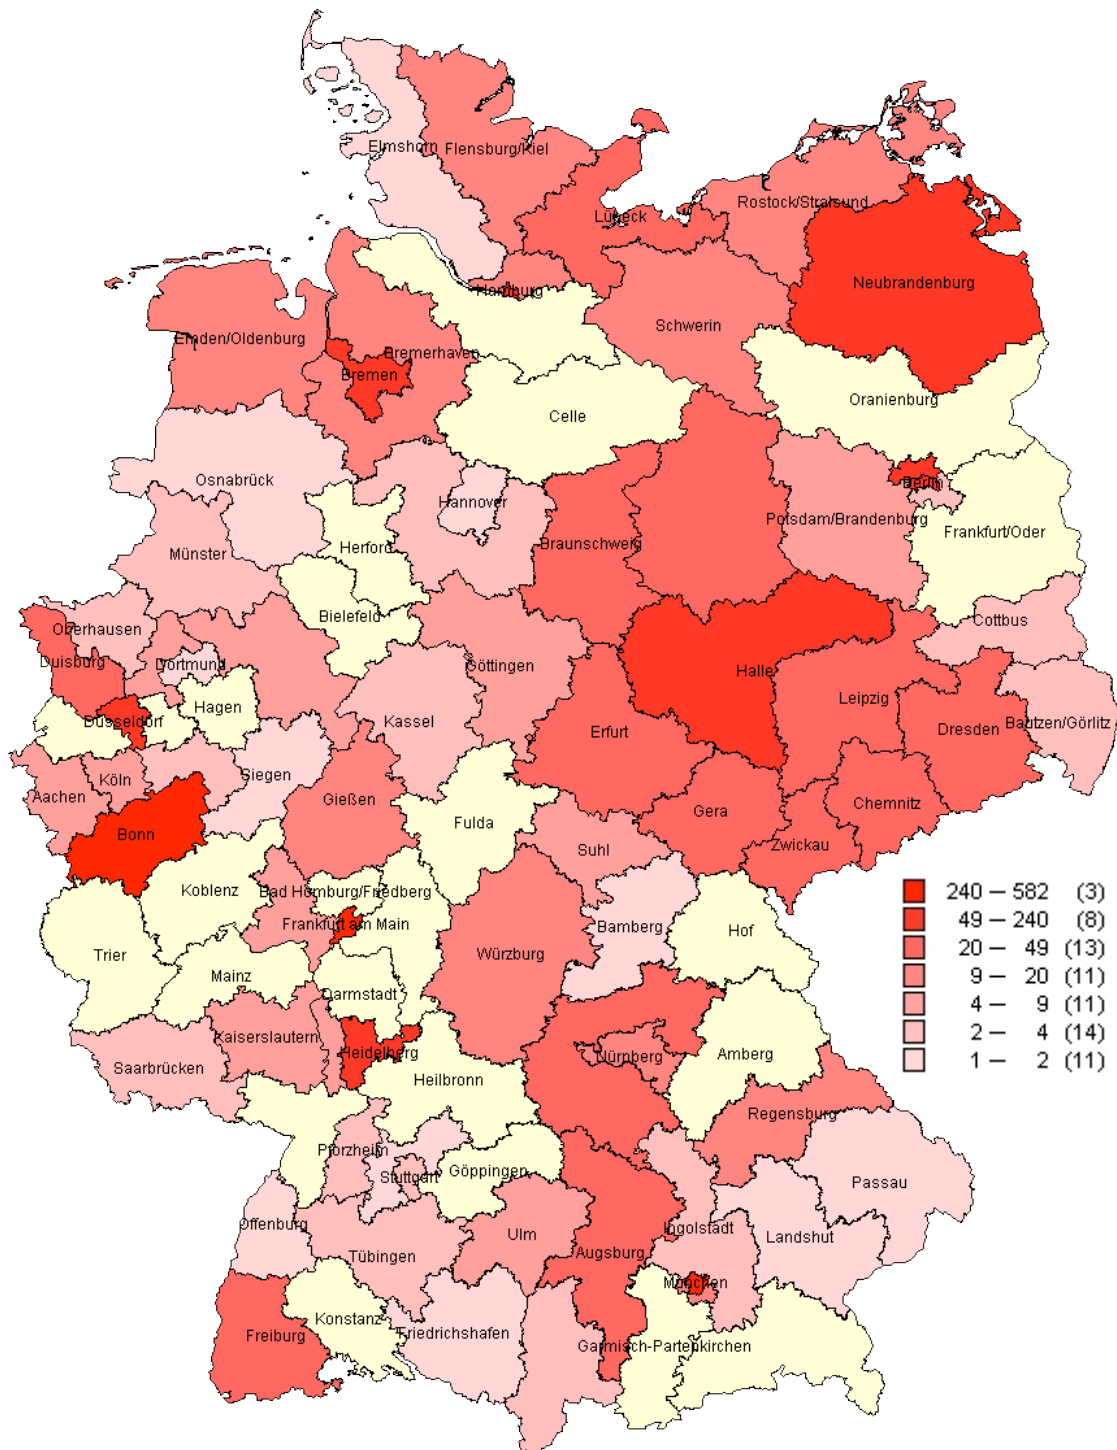 Elmshorn
Flensburg/Kiel
Lübeck
Rostock/Stralsund
Neubrandenburg
Hamburg
Schwerin
Emden/Oldenburg
Bremerhaven
Bremen
Oranienburg
Celle
Osnabrück
Hannover
Berlin
Potsdam/Brandenburg
Frankfurt/Oder
Herford
Braunschweig
Münster
Bielefeld
Cottbus
Oberhausen
Duisburg
Dortmund
Göttingen
Halle
Leipzig
Hagen
Düsseldorf
Kassel
Erfurt
Dresden
Bautzen/Görlitz
Köln
Siegen
Aachen
Gießen
Chemnitz
Gera
Bonn
Fulda
Suhl
Zwickau
Koblenz
Bad Homburg/Friedberg
240 – 582 (3)
Frankfurt am Main
Bamberg
Hof
49 – 240 (8)
Trier
Würzburg
20 – 49 (13)
Mainz
9 – 20 (11)
Darmstadt
4 – 9 (11)
Kaiserslautern
Heidelberg
Nürnberg
Amberg
2 – 4 (14)
Saarbrücken
1 – 2 (11)
Heilbronn
Regensburg
Pforzheim
Stuttgart
Göppingen
Passau
Offenburg
Tübingen
Ulm
Ingolstadt
Landshut
Augsburg
München
Konstanz
Freiburg
Friedrichshafen
Garmisch-Partenkirchen